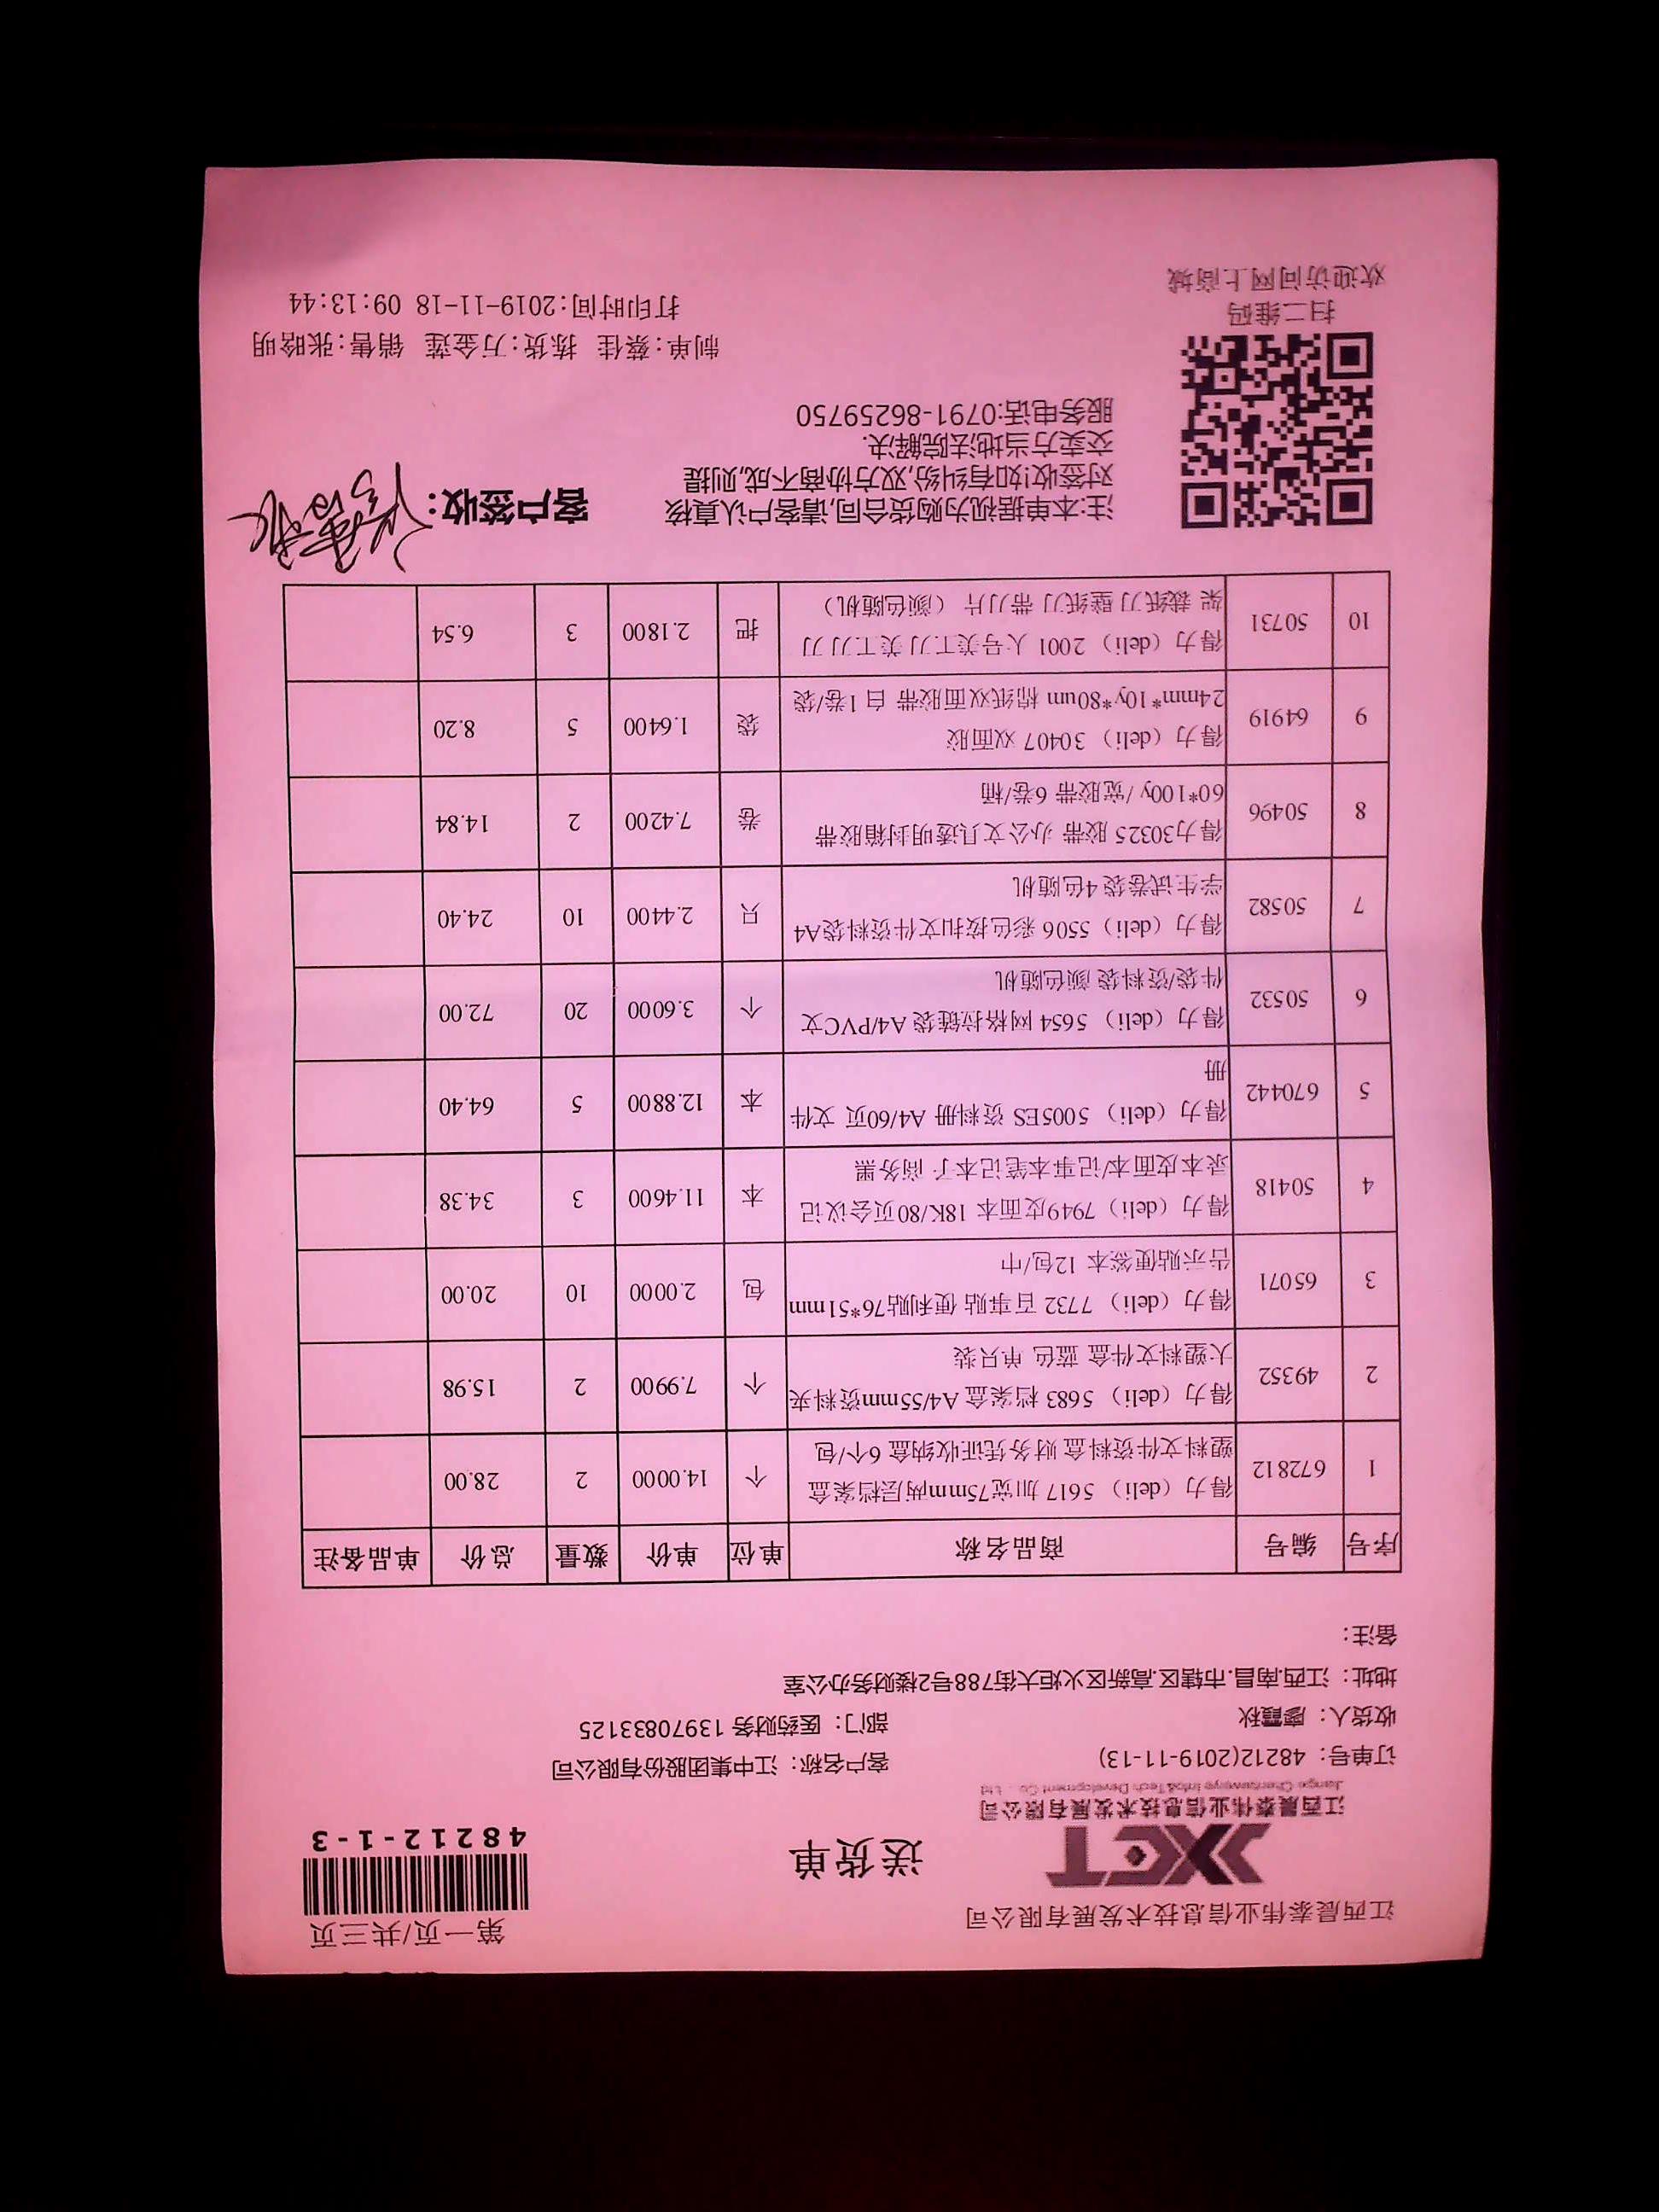 江西晨泰伟业信息技术发展有限公司
第一页/共三页
JXCT
送货单
48212-1-3
江西晨泰伟业信息技术发展有限公司
订单号: 48212(2019-11-13) 客户名称: 江中集团股份有限公司
收货人: 廖霞秋 部门: 医药财务 13970833125
地址: 江西.南昌.市辖区.高新区火炬大街788号2楼财务办公室
备注:
序号 编号 商品名称 单位 单价 数量 总价 单品备注
1 672812 得力（deli） 5617 加宽75mm两层档案盒 个 14.0000 2 28.00
塑料文件资料盒 财务凭证收纳盒 6个/包
2 49352 得力（deli） 5683 档案盒 A4/55mm资料夹 个 7.9900 2 15.98
大塑料文件盒 蓝色 单只装
3 65071 得力（deli） 7732 百事贴 便利贴76*51mm 包 2.0000 10 20.00
告示贴便签本 12包/中
4 50418 得力（deli） 7949皮面本 18K/80页会议记 本 11.4600 3 34.38
录本皮面本/记事本笔记本子 商务黑
5 670442 得力（deli） 5005ES 资料册 A4/60页 文件 本 12.8800 5 64.40
册
6 50532 得力（deli） 5654 网格拉链袋 A4/PVC文 个 3.6000 20 72.00
件袋/资料袋 颜色随机
7 50582 得力（deli） 5506 彩色按扣文件资料袋A4 只 2.4400 10 24.40
学生试卷袋 4色随机
8 50496 得力30325 胶带 办公文具透明封箱胶带 卷 7.4200 2 14.84
60*100y /宽胶带 6卷/桶
9 64919 得力（deli） 30407 双面胶 袋 1.6400 5 8.20
24mm*10y*80um 棉纸双面胶带 白 1卷/袋
10 50731 得力（deli） 2001 大号美工刀 美工刀 刀 把 2.1800 3 6.54
架 裁纸刀 壁纸刀 带刀片 （颜色随机）
注:本单据视为购货合同,请客户认真核
对签收!如有纠纷,双方协商不成,则提
交卖方当地法院解决.
服务电话:0791-86259750
客户签收:
扫二维码
欢迎访问网上商城
制单:蔡佳 拣货:万金莲 销售:张晗明
打印时间:2019-11-18 09:13:44